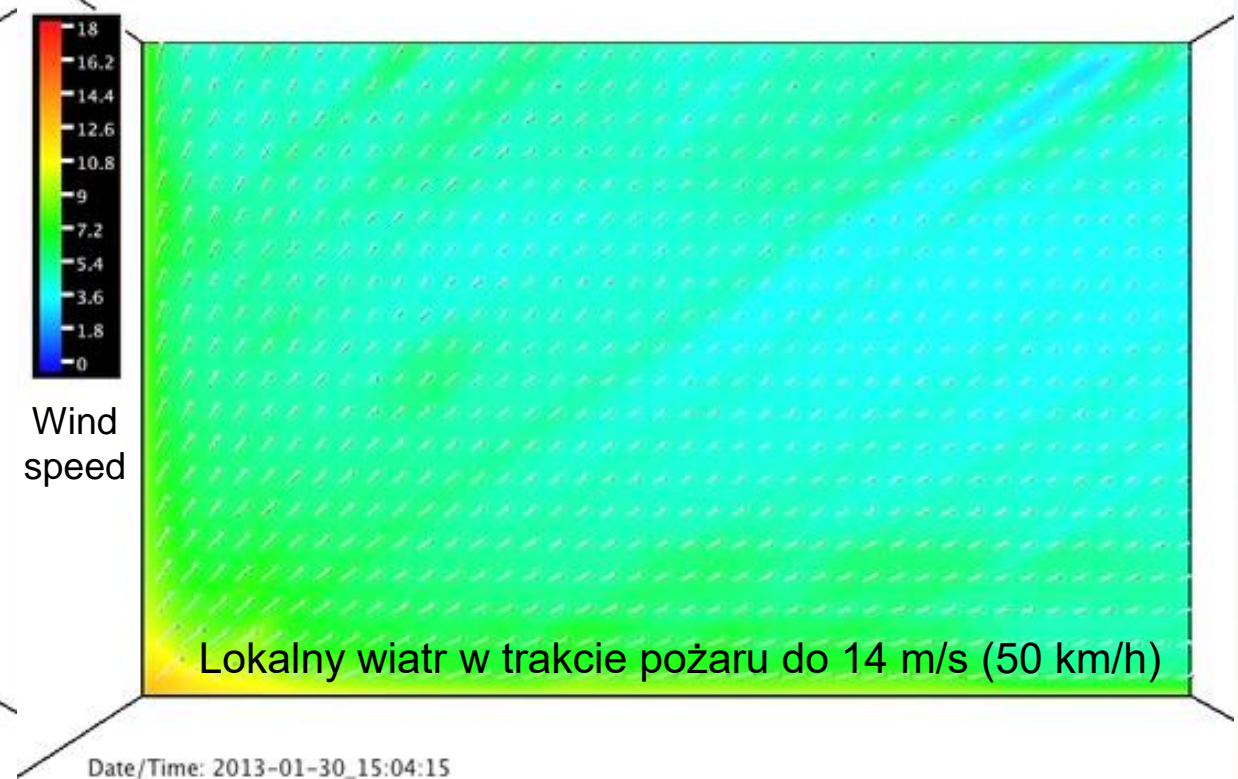 18
16.2
14.4
12.6
10.8
9
7.2
5.4
3.6
1.8
0
Wind
speed
Lokalny wiatr w trakcie pożaru do 14 m/s (50 km/h)
Date/Time: 2013-01-30_15:04:15